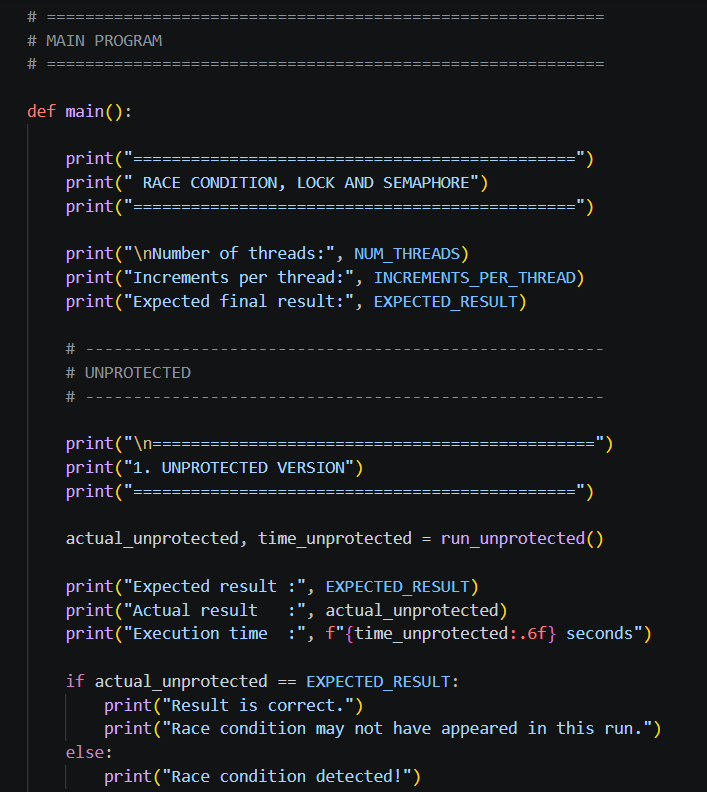 # ==========================================================
# MAIN PROGRAM
# ==========================================================
def main():
print("==============================================")
print(" RACE CONDITION, LOCK AND SEMAPHORE")
print("==============================================")
print("\nNumber of threads:", NUM_THREADS)
print("Increments per thread:", INCREMENTS_PER_THREAD)
print("Expected final result:", EXPECTED_RESULT)
# ------------------------------------------------------
# UNPROTECTED
# ------------------------------------------------------
print("\n==============================================")
print("1. UNPROTECTED VERSION")
print("==============================================")
actual_unprotected, time_unprotected = run_unprotected()
print("Expected result :", EXPECTED_RESULT)
print("Actual result   :", actual_unprotected)
print("Execution time  :", f"{time_unprotected:.6f} seconds")
if actual_unprotected == EXPECTED_RESULT:
print("Result is correct.")
print("Race condition may not have appeared in this run.")
else:
print("Race condition detected!")